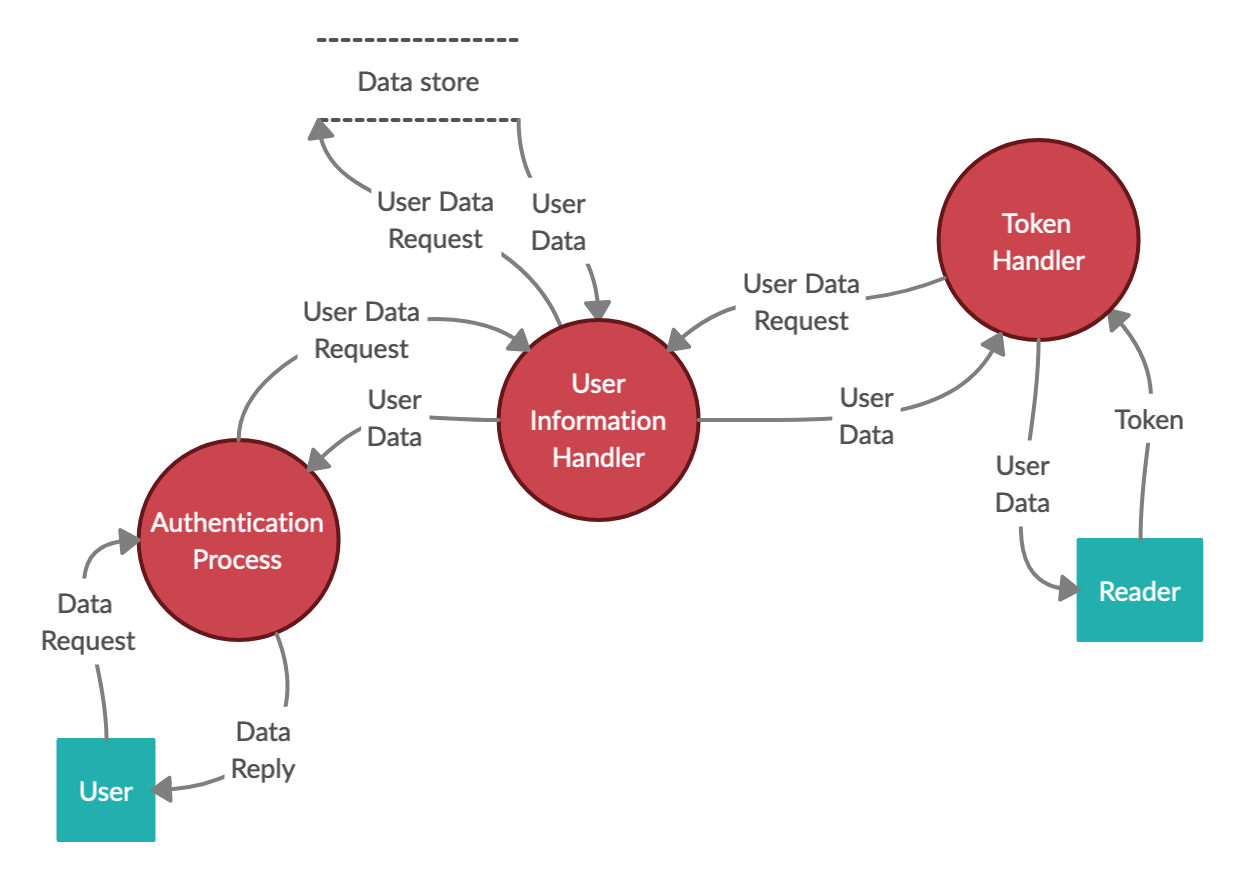 Data store
User Data
Request
User
Data
Token
Handler
User Data
Request
User Data
Request
User
Information
Handler
User
Data
User
Data
Token
User
Data
Authentication
Process
Reader
Data
Request
Data
Reply
User